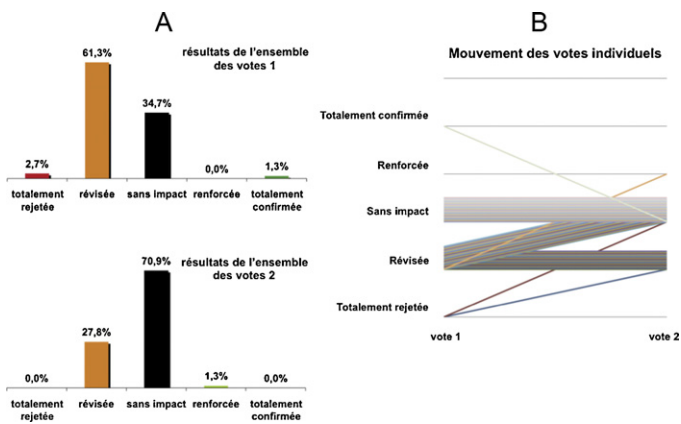 A
résultats de l'ensemble
des votes 1
61,3%
34,7%
2,7%
0,0%
1,3%
totalement
rejetée
révisée
sans impact
renforcée
totalement
confirmée
résultats de l'ensemble
des votes 2
70,9%
27,8%
0,0%
1,3%
0,0%
totalement
rejetée
révisée
sans impact
renforcée
totalement
confirmée
B
Mouvement des votes individuels
Totalement confirmée
Renforcée
Sans impact
Révisée
Totalement rejetée
vote 1
vote 2